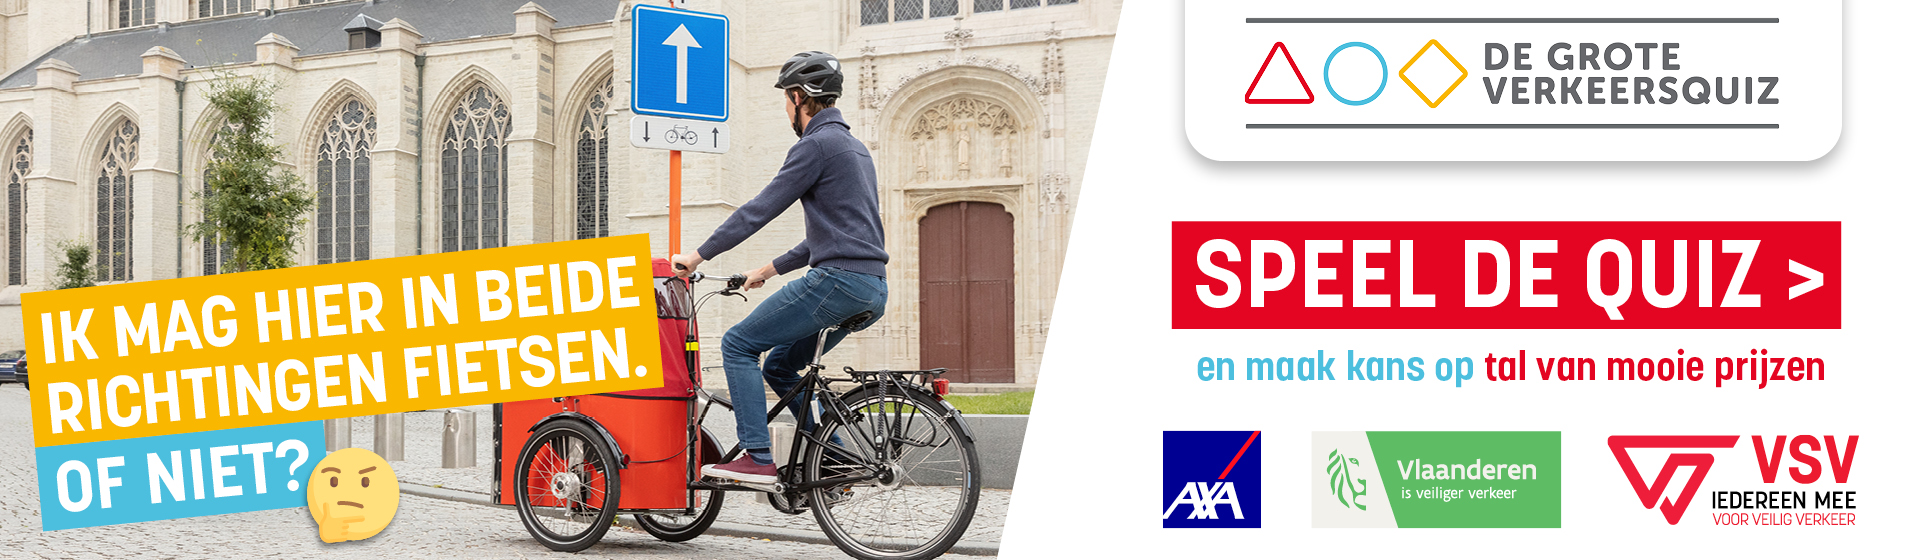 IK MAG HIER IN BEIDE
RICHTINGEN FIETSEN.
OF NIET?
DE GROTE
VERKEERSQUIZ
SPEEL DE QUIZ >
en maak kans op tal van mooie prijzen
AXA
Vlaanderen
is veiliger verkeer
VSV
IEDEREEN MEE
VOOR VEILIG VERKEER